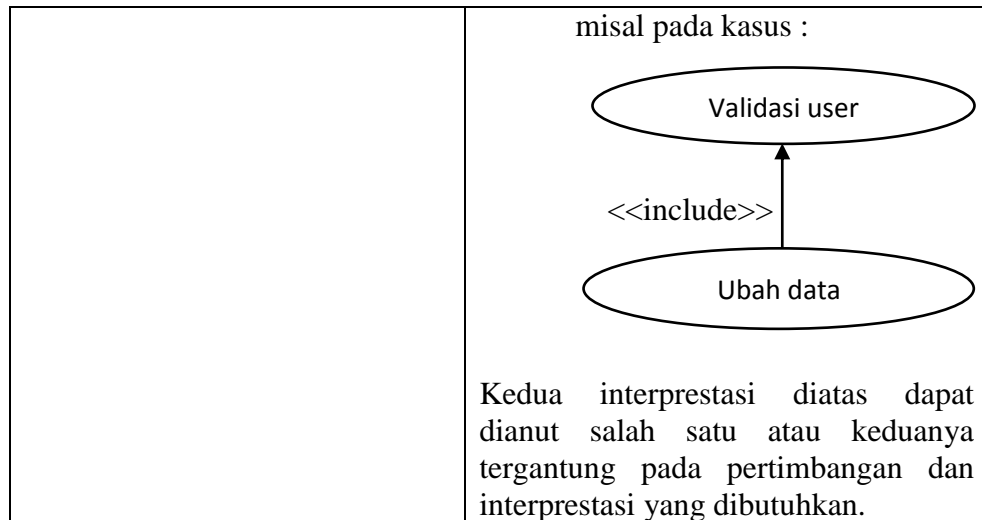 misal pada kasus :
Validasi user
<<include>>
Ubah data
Kedua interprestasi diatas dapat
dianut salah satu atau keduanya
tergantung pada pertimbangan dan
interprestasi yang dibutuhkan.